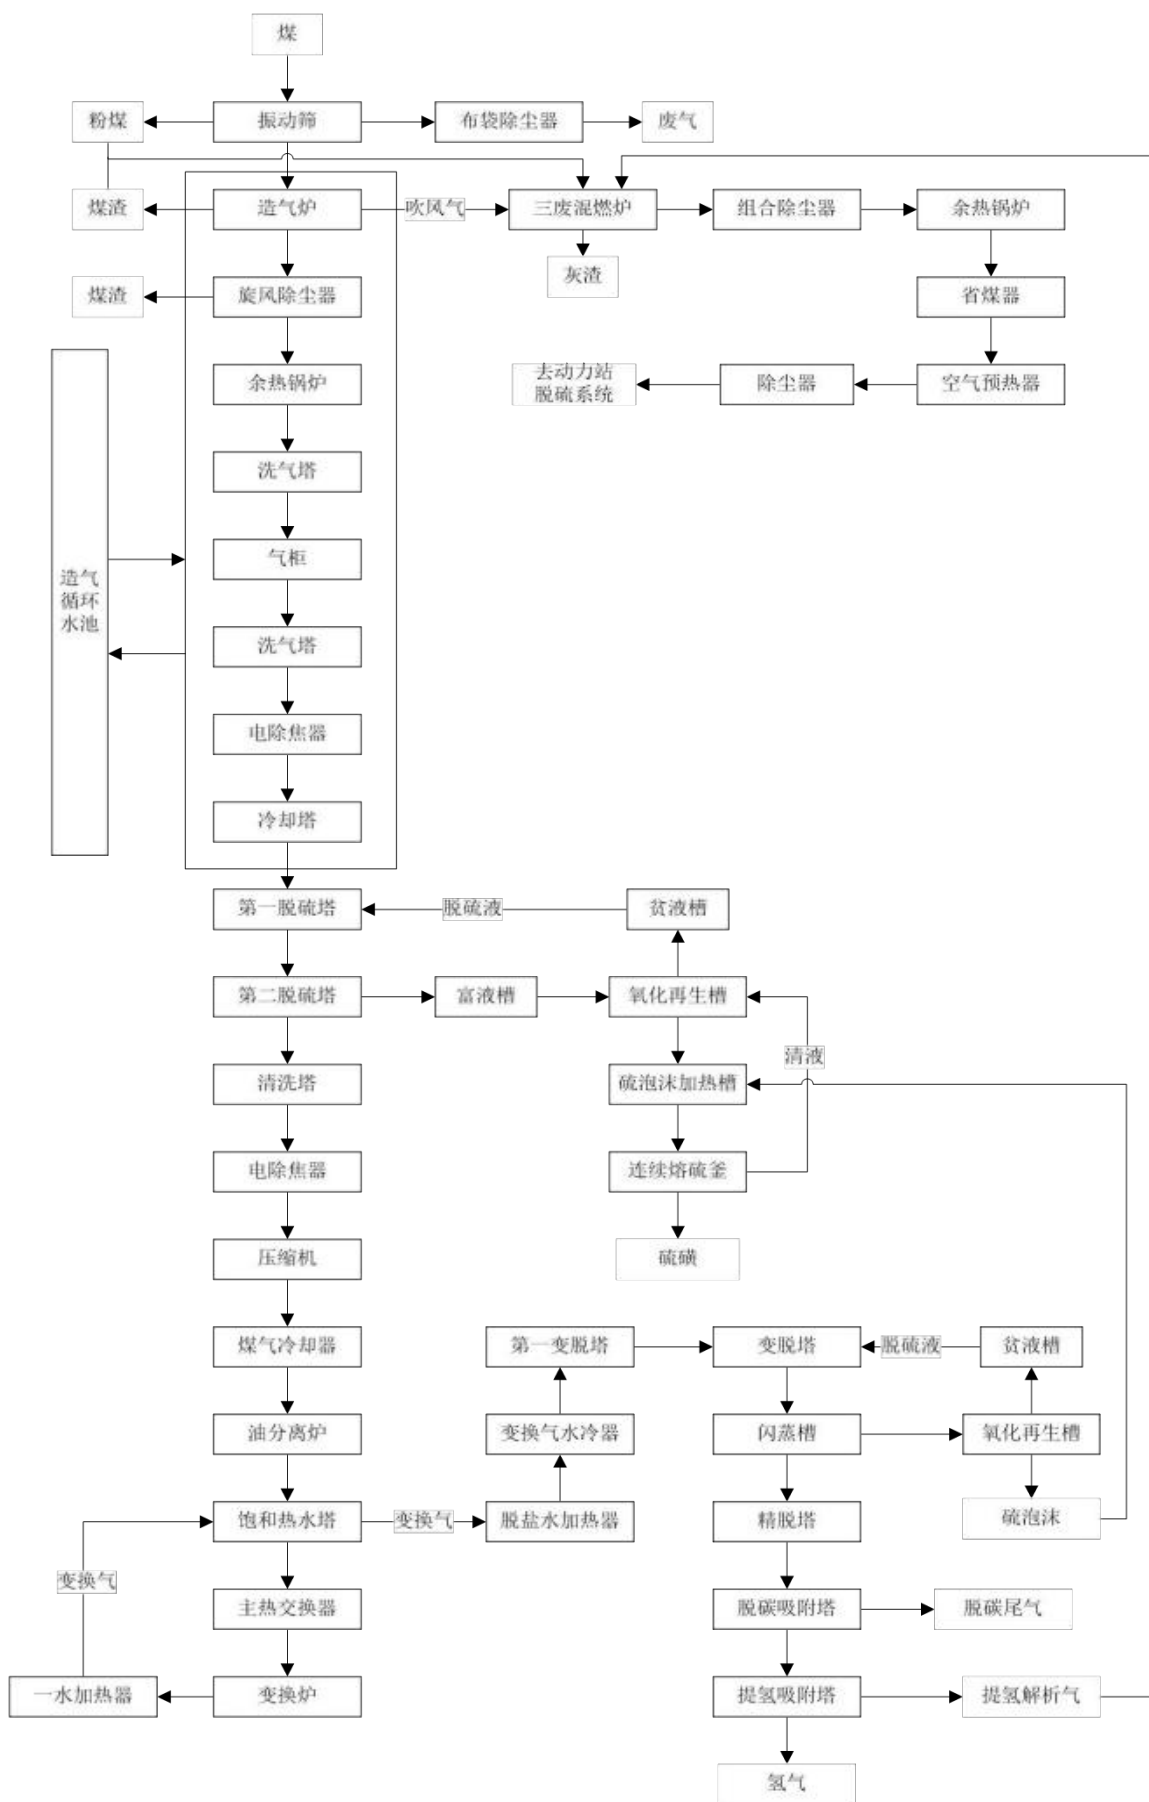 煤
粉煤
振动筛
布袋除尘器
废气
煤渣
造气炉
吹风气
三废混燃炉
组合除尘器
余热锅炉
灰渣
煤渣
旋风除尘器
省煤器
余热锅炉
去动力站
脱硫系统
除尘器
空气预热器
洗气塔
气柜
造气
循环
水池
洗气塔
电除焦器
冷却塔
第一脱硫塔
脱硫液
贫液槽
第二脱硫塔
富液槽
氧化再生槽
清液
清洗塔
硫泡沫加热槽
电除焦器
连续熔硫釜
压缩机
硫磺
煤气冷却器
第一变脱塔
变脱塔
脱硫液
贫液槽
油分离炉
变换气水冷器
闪蒸槽
氧化再生槽
饱和热水塔
变换气
脱盐水加热器
精脱塔
硫泡沫
变换气
主热交换器
脱碳吸附塔
脱碳尾气
一水加热器
变换炉
提氢吸附塔
提氢解析气
氢气